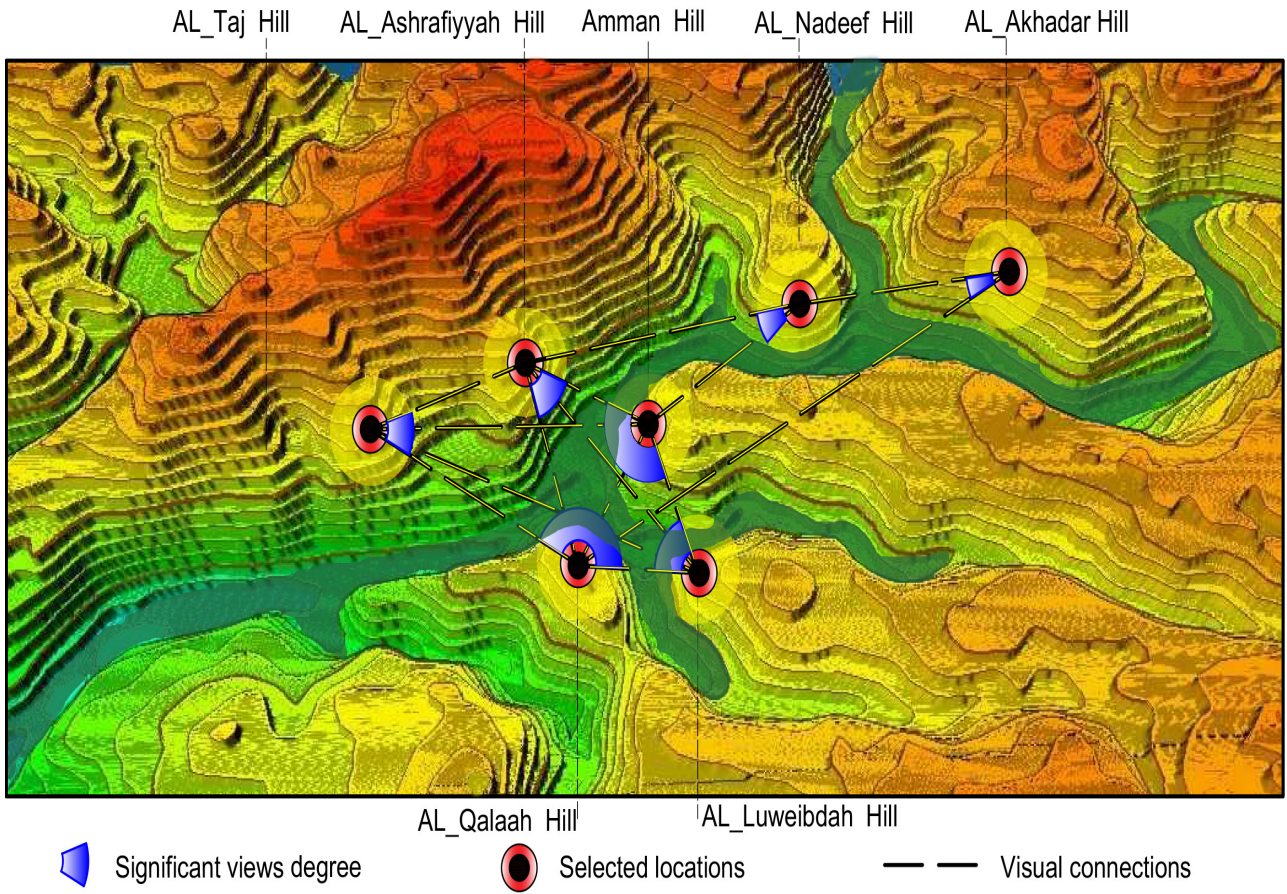 AL_Taj Hill AL_Ashrafiyyah Hill Amman Hill AL_Nadeef Hill AL_Akhadar Hill
AL_Qalaah Hill AL_Luweibdah Hill
Significant views degree Selected locations Visual connections